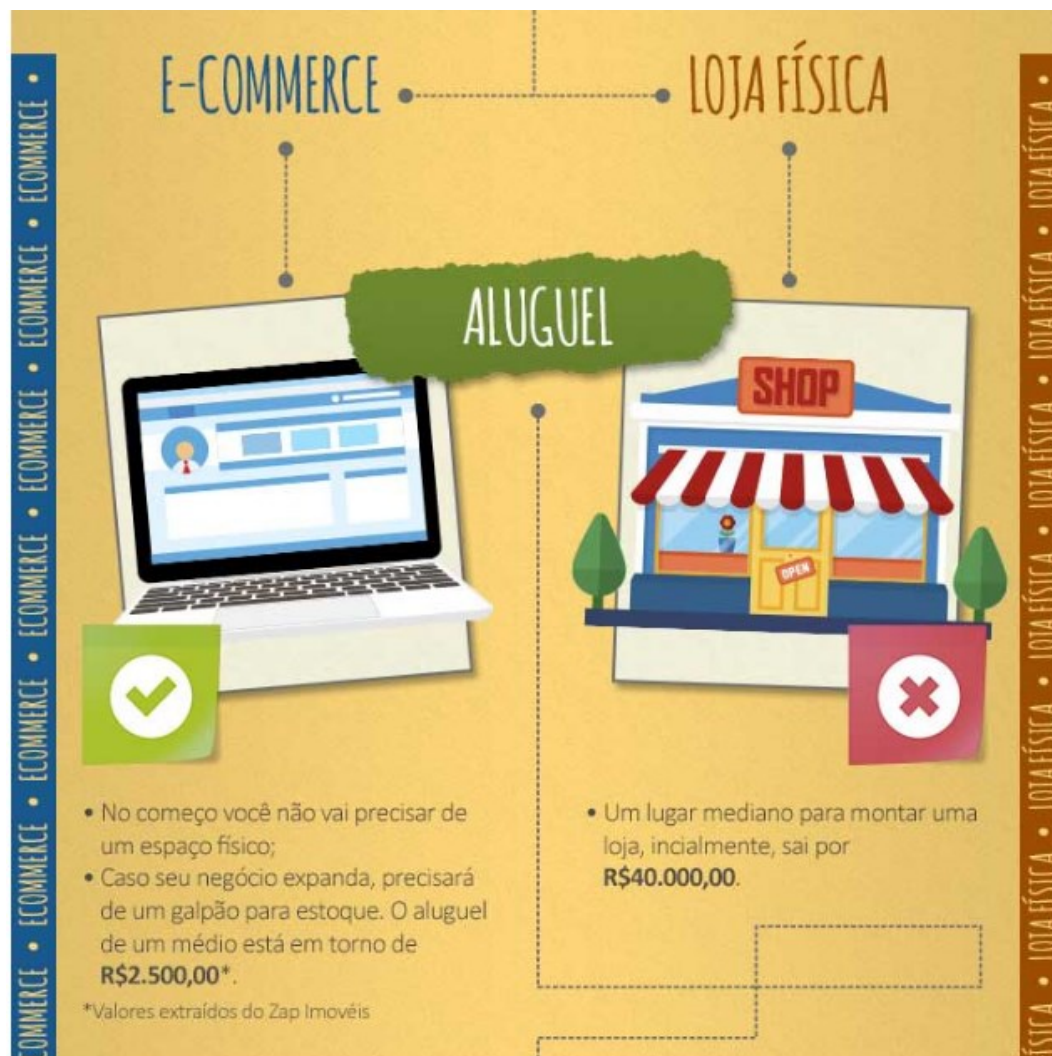 E-COMMERCE
LOJA FÍSICA
ALUGUEL
SHOP
OPEN
• No começo você não vai precisar de
um espaço físico;
• Caso seu negócio expanda, precisará
de um galpão para estoque. O aluguel
de um médio está em torno de
R$2.500,00*.
*Valores extraídos do Zap Imovéis
• Um lugar mediano para montar uma
loja, incialmente, sai por
R$40.000,00.
COMMERCE • ECOMMERCE • ECOMMERCE • ECOMMERCE • ECOMMERCE • ECOMMERCE • ECOMMERCE •
LOJA FÍSICA • LOJA FÍSICA • LOJA FÍSICA • LOJA FÍSICA • LOJA FÍSICA • LOJA FÍSICA • ÍSICA •